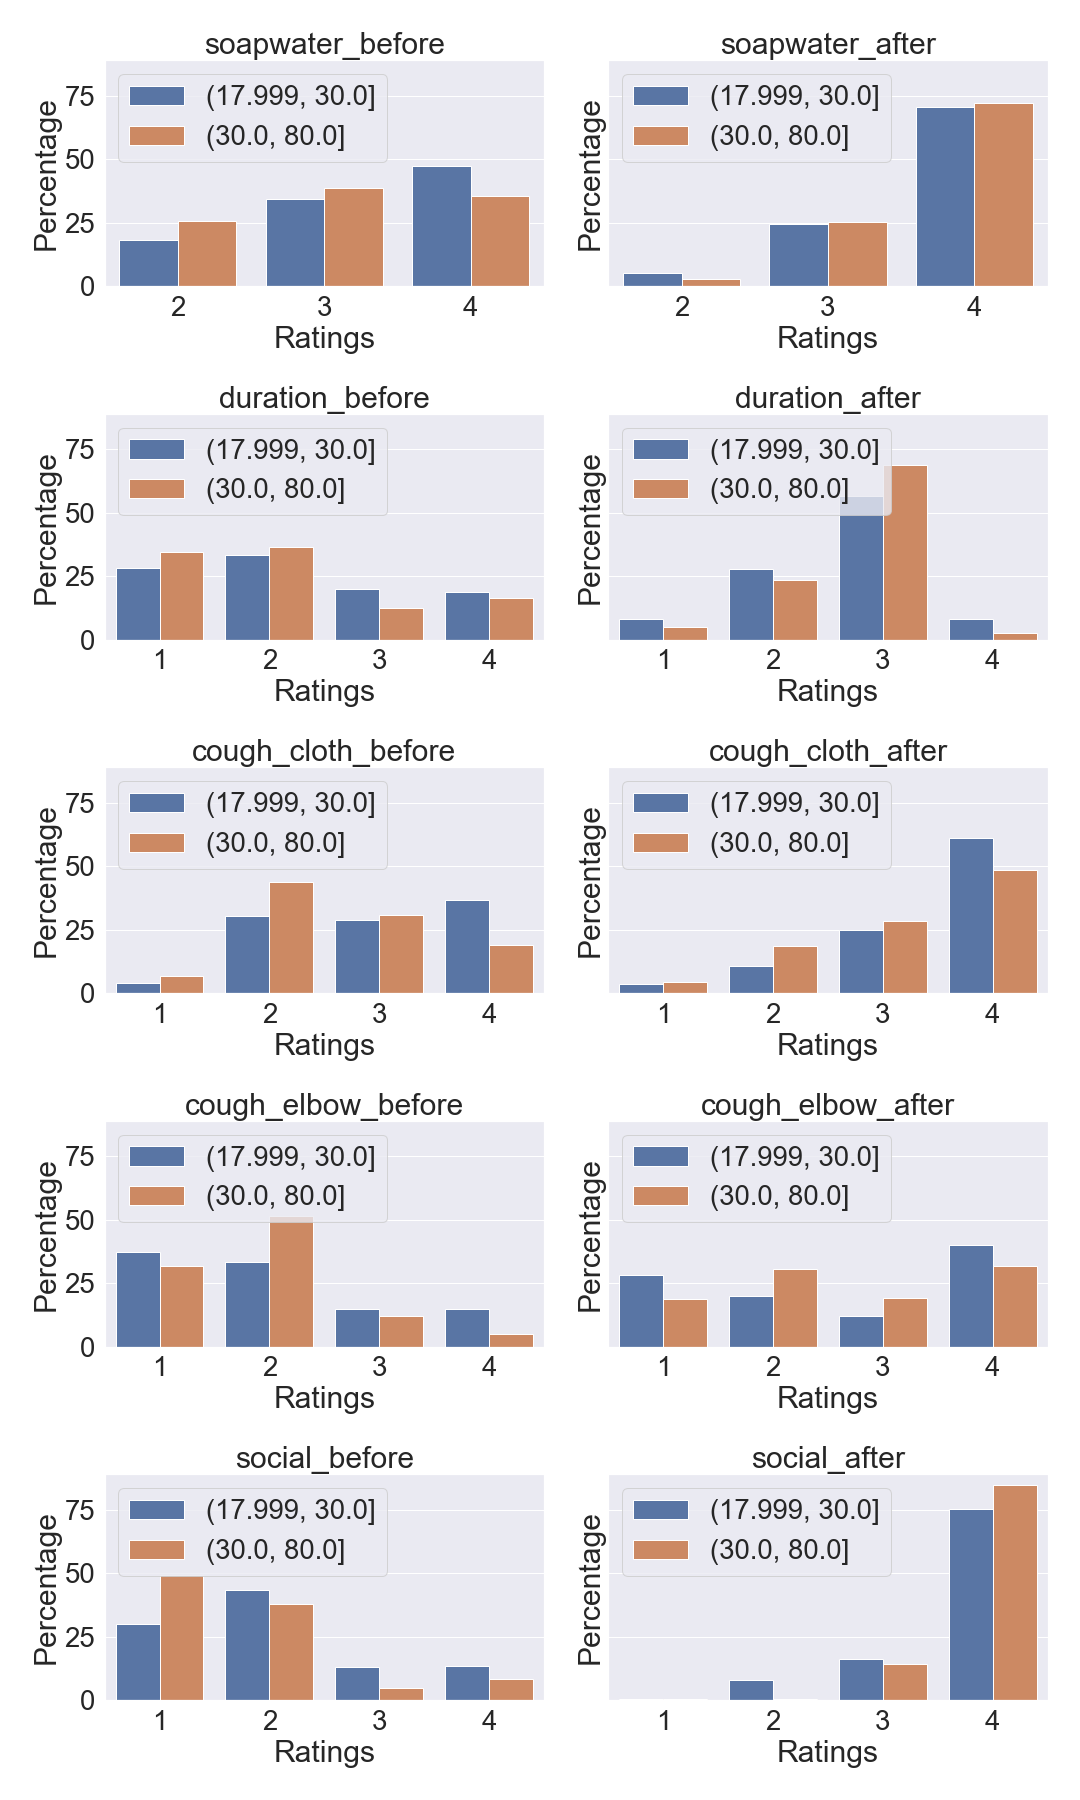 soapwater_before
soapwater_after
(17.999, 30.0]
(30.0, 80.0]
(17.999, 30.0]
(30.0, 80.0]
Percentage
75
50
25
0
Percentage
2 3 4
Ratings
2 3 4
Ratings
duration_before
duration_after
(17.999, 30.0]
(30.0, 80.0]
(17.999, 30.0]
(30.0, 80.0]
Percentage
75
50
25
0
Percentage
1 2 3 4
Ratings
1 2 3 4
Ratings
cough_cloth_before
cough_cloth_after
(17.999, 30.0]
(30.0, 80.0]
(17.999, 30.0]
(30.0, 80.0]
Percentage
75
50
25
0
Percentage
1 2 3 4
Ratings
1 2 3 4
Ratings
cough_elbow_before
cough_elbow_after
(17.999, 30.0]
(30.0, 80.0]
(17.999, 30.0]
(30.0, 80.0]
Percentage
75
50
25
0
Percentage
1 2 3 4
Ratings
1 2 3 4
Ratings
social_before
social_after
(17.999, 30.0]
(30.0, 80.0]
(17.999, 30.0]
(30.0, 80.0]
Percentage
75
50
25
0
Percentage
1 2 3 4
Ratings
1 2 3 4
Ratings